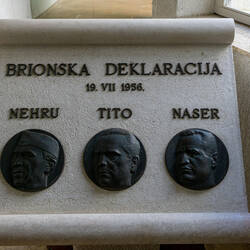 BRIONSKA DEKLARACIJA
19. VII 1956.
NEHRU TITO NASER